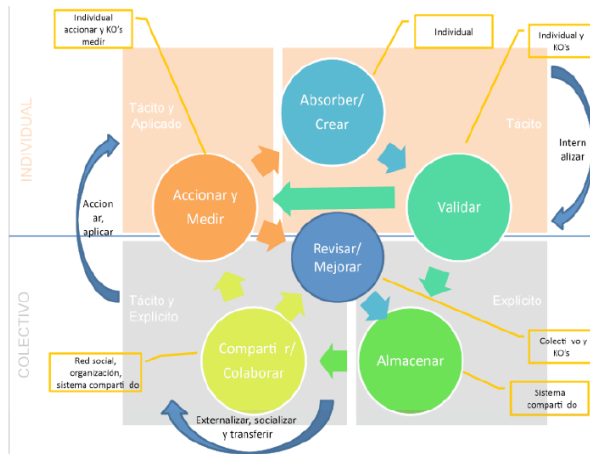 Individual
accionar y KO's
medir
Individual
Individual y
KO's
INDIVIDUAL
Tácito y
Aplicado
Absorber/
Crear
Tácito
Intern
alizar
Accionar y
Medir
Validar
Accion
ar,
aplicar
Revisar/
Mejorar
COLECTIVO
Tácito y
Explícito
Explícito
Comparti r/
Colaborar
Almacenar
Colecti vo y
KO's
Red social,
organización,
sistema comparti do
Sistema
comparti do
Externalizar, socializar
y transferir